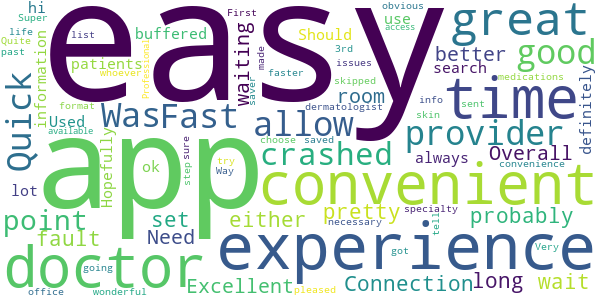 easy
app
convenient
experience
great
time
doctor
good
provider
Quick
WasFast
allow
crashed
point
better
room
waiting
long
wait
Connection
Overall
probably
pretty
either
set
fault
Need
Excellent
Hopefully
information
patients
buffered
hi
use
Should
Used
search
definitely
always
lot
ok
First
3rd
issues
made
list
Super
Quite
life
past
Professional
whoever
format
available
saver
faster
skipped
dermatologist
info
sent
skin
medications
obvious
access
choose
saved
convenience
step
sure
try
Way
specialty
necessary
tells
got
Very
going
office
wonderful
pleased